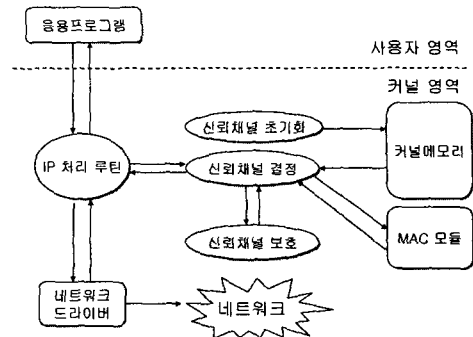 응용프로그램
사용자 영역
커널 영역
신뢰채널 초기화
커널메모리
IP 처리 루틴
신뢰채널 결정
MAC 모듈
신뢰채널 보호
네트워크
드라이버
네트워크